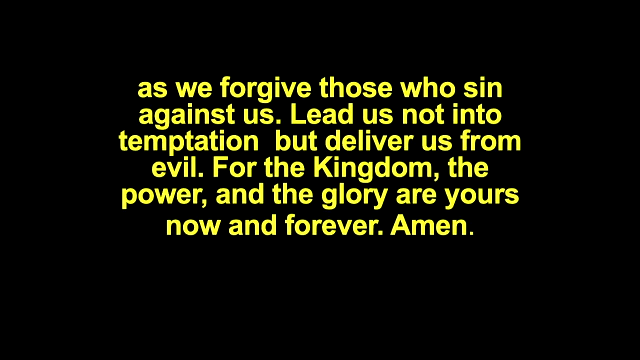 as we forgive those who sin
against us. Lead us not into
temptation  but deliver us from
evil. For the Kingdom, the
power, and the glory are yours
now and forever. Amen.